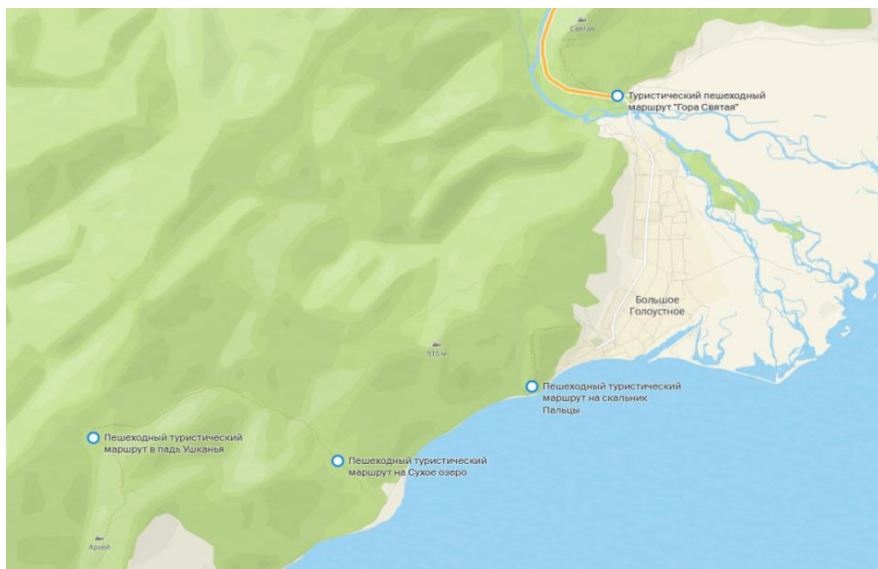 Святая
Туристический пешеходный
маршрут "Гора Святая"
Большое
Голоустное
915 м
Пешеходный туристический
маршрут на скальник
Пальцы
Пешеходный туристический
маршрут в падь Ушканья
Пешеходный туристический
маршрут на Сухое озеро
Архей